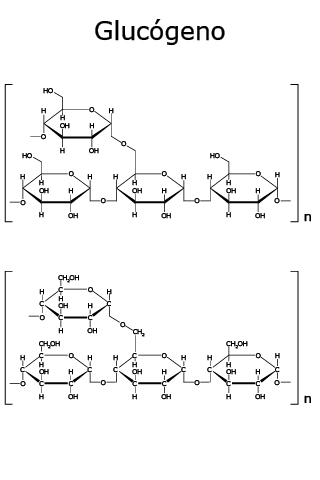 Glucógeno
HO
H O H
H
OH H
O O
H OH
HO HO
H O H H O H H O H
H H H
OH H OH H OH H
O O O O
H OH H OH H OH
n
CH₂OH
H C O H
H
C OH H C
O C C O
H OH CH₂
CH₂OH CH₂OH
H C O H H C O H H C O H
H H H
C OH H C C OH H C C OH H C
O C C O C C O C C O
H OH H OH H OH
n